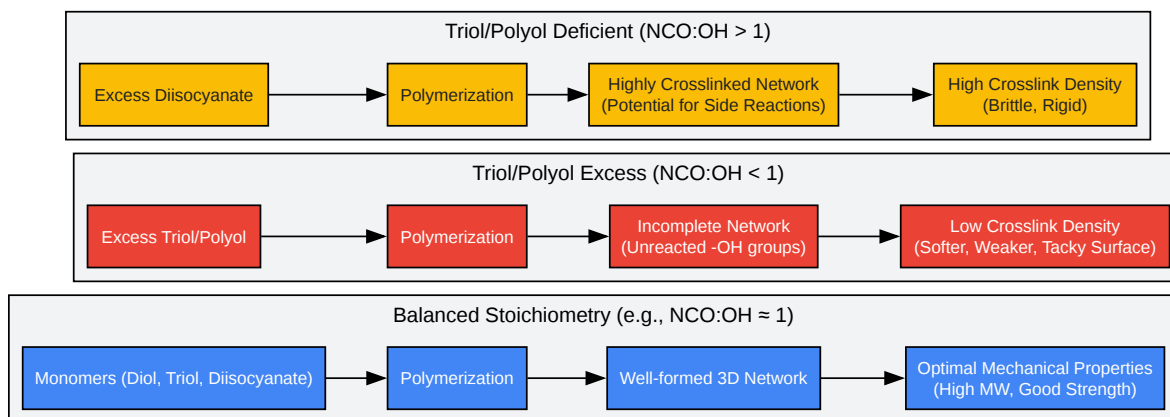 Triol/Polyol Deficient (NCO:OH > 1)
Excess Diisocyanate
Polymerization
Highly Crosslinked Network
(Potential for Side Reactions)
High Crosslink Density
(Brittle, Rigid)
Triol/Polyol Excess (NCO:OH < 1)
Excess Triol/Polyol
Polymerization
Incomplete Network
(Unreacted -OH groups)
Low Crosslink Density
(Softer, Weaker, Tacky Surface)
Balanced Stoichiometry (e.g., NCO:OH ≈ 1)
Monomers (Diol, Triol, Diisocyanate)
Polymerization
Well-formed 3D Network
Optimal Mechanical Properties
(High MW, Good Strength)